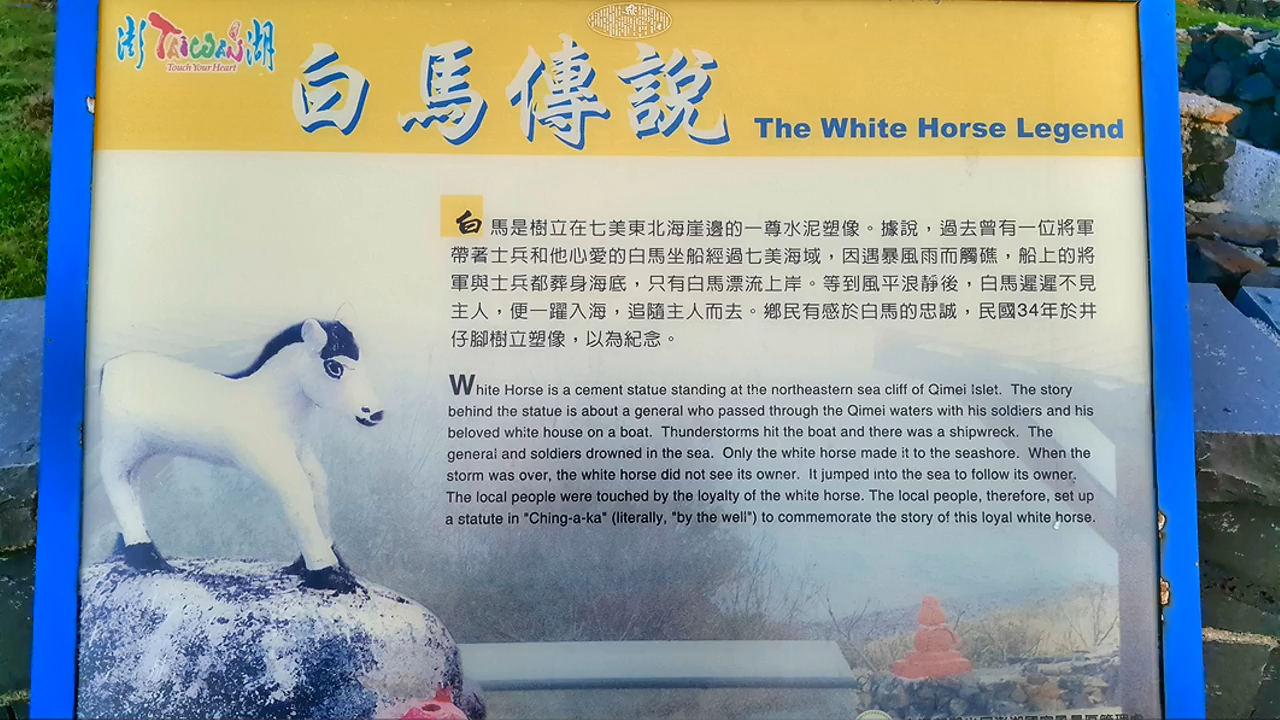 澎 TAIWAN 湖
Touch Your Heart
白馬傳說 The White Horse Legend
白馬是樹立在七美東北海崖邊的一尊水泥塑像。據說，過去曾有一位將軍
帶著士兵和他心愛的白馬坐船經過七美海域，因遇暴風雨而觸礁，船上的將
軍與士兵都葬身海底，只有白馬漂流上岸。等到風平浪靜後，白馬遲遲不見
主人，便一躍入海，追隨主人而去。鄉民有感於白馬的忠誠，民國34年於井
仔腳樹立塑像，以為紀念。
White Horse is a cement statue standing at the northeastern sea cliff of Qimei Islet. The story
behind the statue is about a general who passed through the Qimei waters with his soldiers and his
beloved white house on a boat. Thunderstorms hit the boat and there was a shipwreck. The
general and soldiers drowned in the sea. Only the white horse made it to the seashore. When the
storm was over, the white horse did not see its owner. It jumped into the sea to follow its owner.
The local people were touched by the loyalty of the white horse. The local people, therefore, set up
a statute in "Ching-a-ka" (literally, "by the well") to commemorate the story of this loyal white horse.
澎湖國家風景區管理處